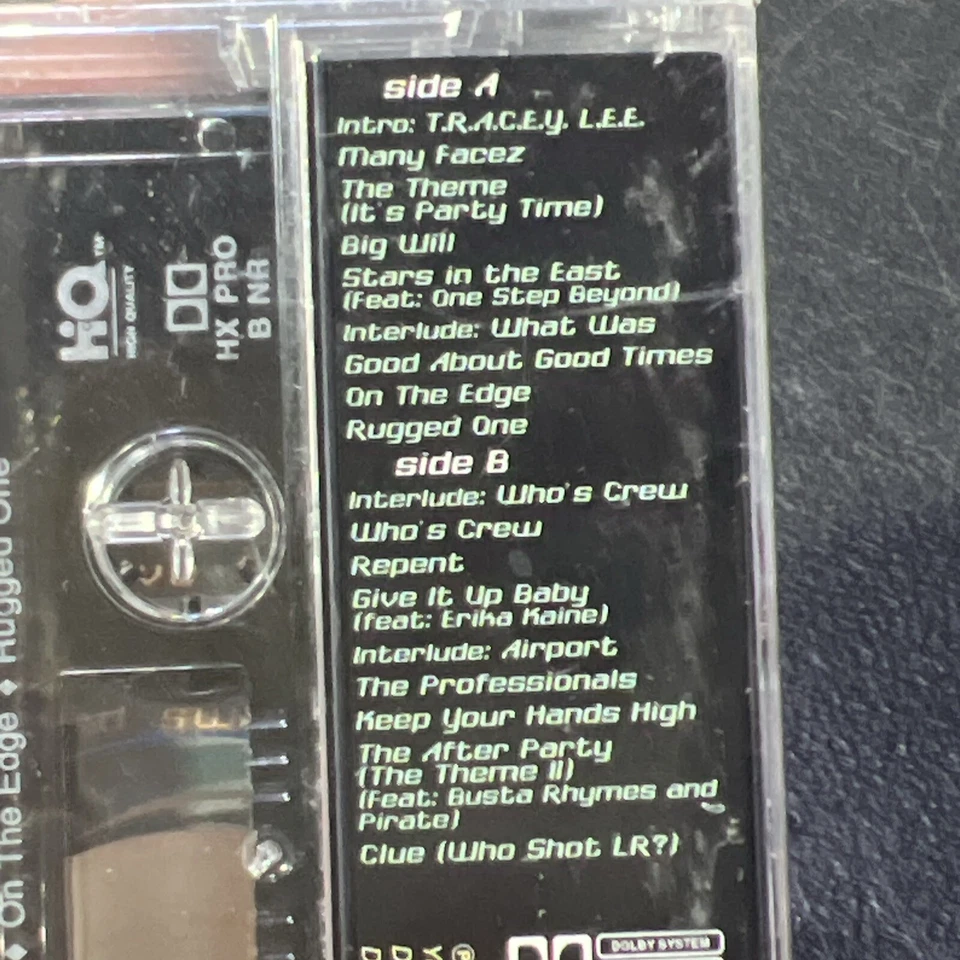 side A
Intro: T.R.A.C.E.Y. L.E.E.
Many Facez
The Theme
(It's Party Time)
Big Will
Stars in the East
(Feat: One Step Beyond)
Interlude: What Was
Good About Good Times
On The Edge
Rugged One
side B
Interlude: Who's Crew
Who's Crew
Repent
Give It Up Baby
(feat: Erika Kaine)
Interlude: Airport
The Professionals
Keep Your Hands High
The After Party
(The Theme II)
(Feat: Busta Rhymes and
Pirate)
Clue (Who Shot LR?)
DOLBY SYSTEM
HiQ™
HIGH QUALITY
HX PRO
B NR
♦ On The Edge ♦ Rugged One